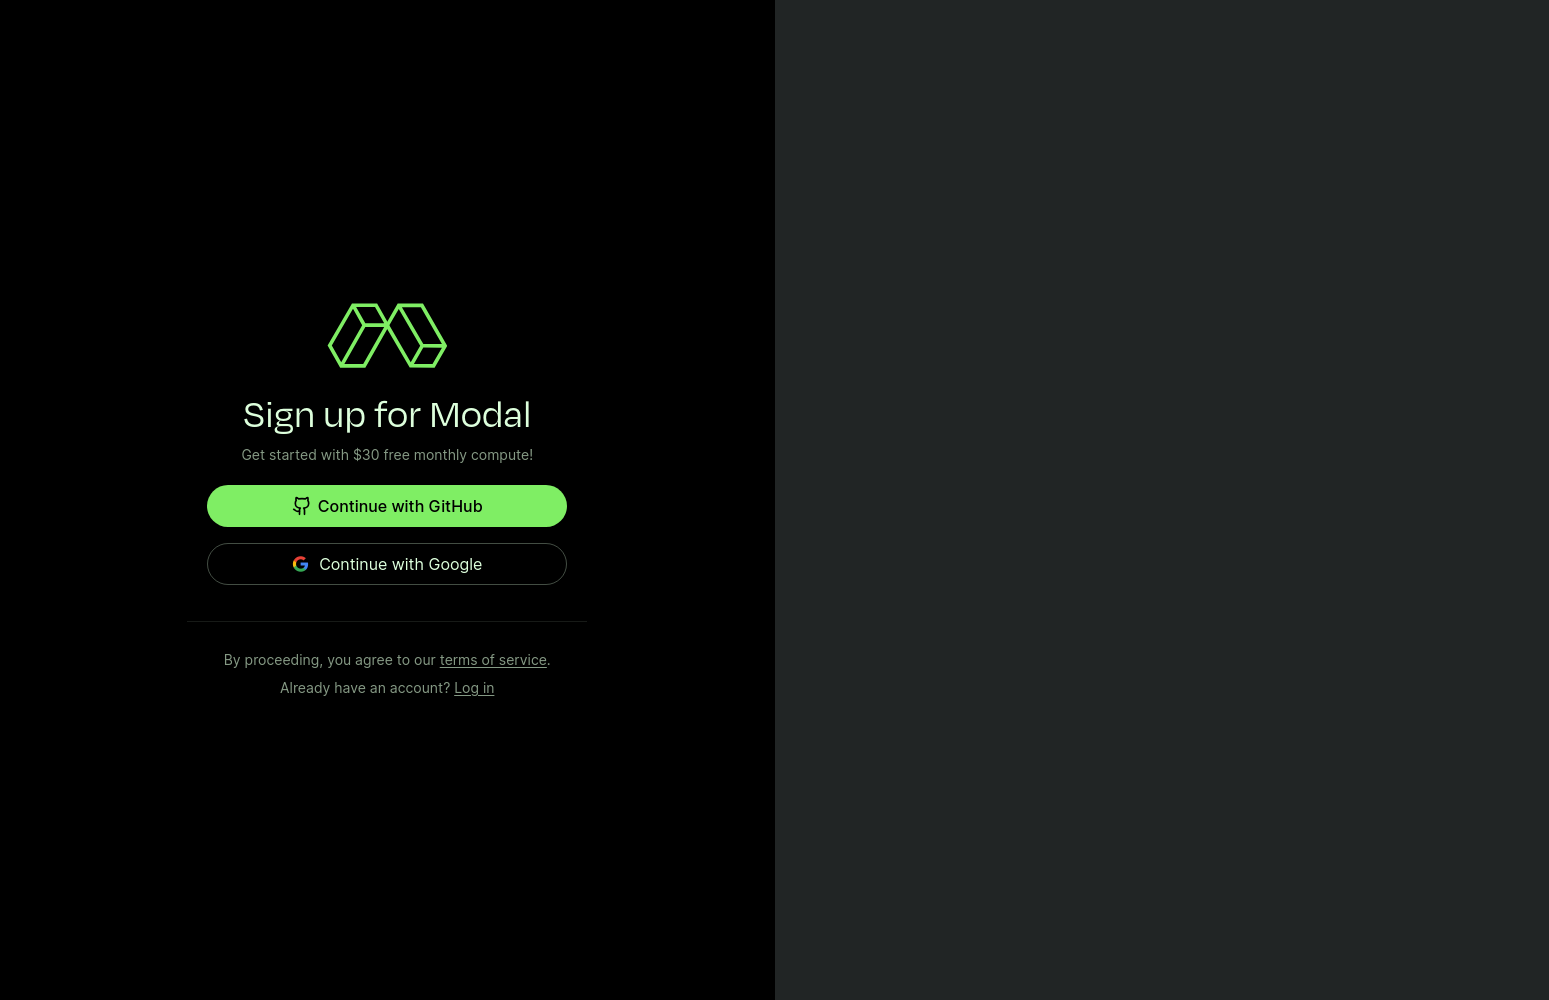 Sign up for Modal
Get started with $30 free monthly compute!
Continue with GitHub
Continue with Google
By proceeding, you agree to our terms of service.
Already have an account? Log in